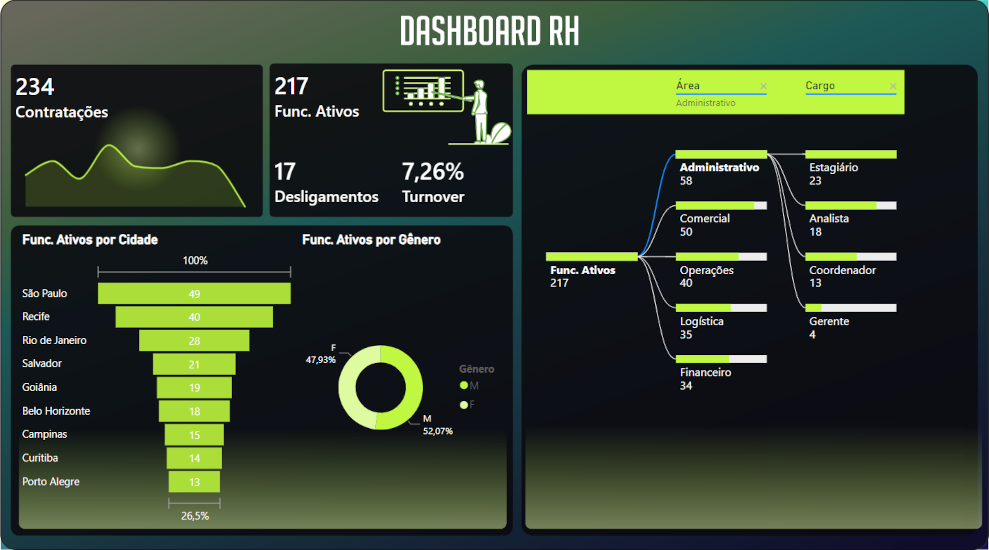 DASHBOARD RH
234
Contratações
217
Func. Ativos
17
Desligamentos
7,26%
Turnover
Func. Ativos por Cidade
100%
São Paulo 49
Recife 40
Rio de Janeiro 28
Salvador 21
Goiânia 19
Belo Horizonte 18
Campinas 15
Curitiba 14
Porto Alegre 13
26,5%
Func. Ativos por Gênero
F
47,93%
M
52,07%
Gênero
M
F
Área
Administrativo
Cargo
Func. Ativos
217
Administrativo
58
Comercial
50
Operações
40
Logística
35
Financeiro
34
Estagiário
23
Analista
18
Coordenador
13
Gerente
4